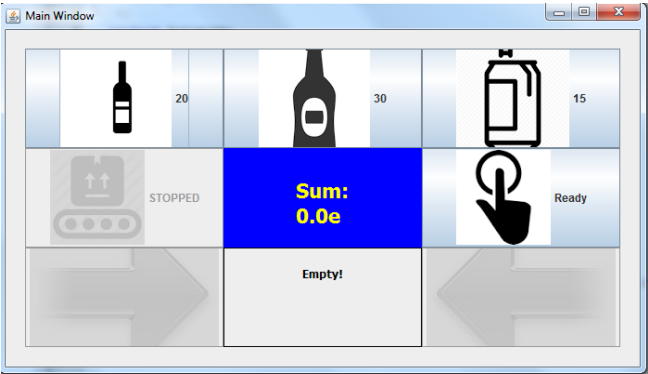 Main Window
20
30
15
STOPPED
Sum:
0.0e
Ready
Empty!